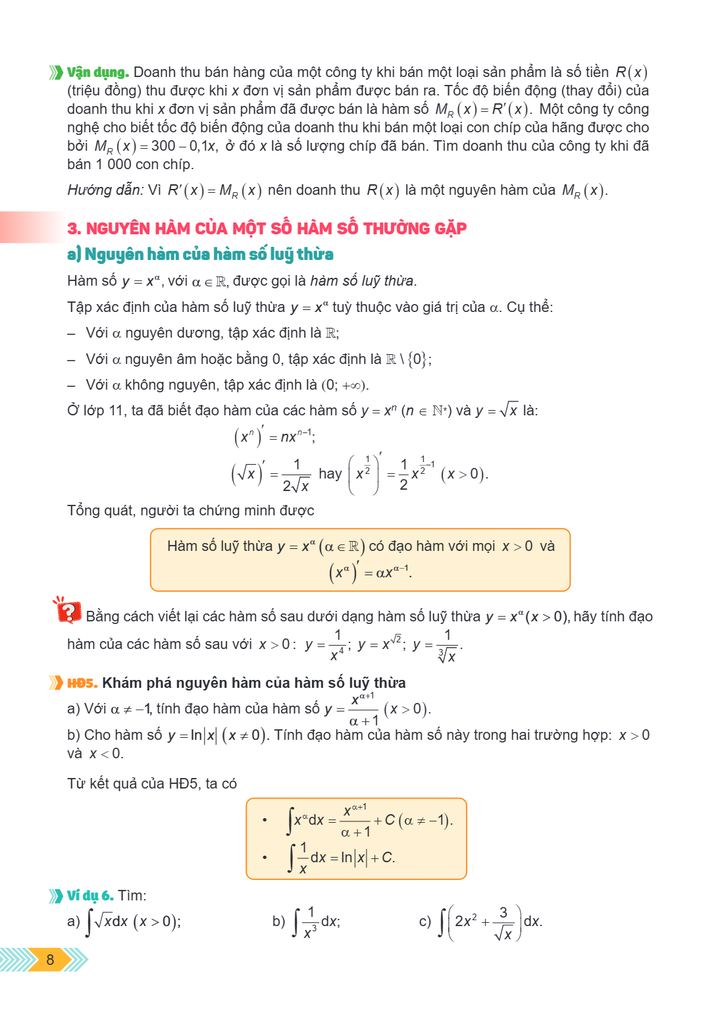 Vận dụng. Doanh thu bán hàng của một công ty khi bán một loại sản phẩm là số tiền R(x)
(triệu đồng) thu được khi x đơn vị sản phẩm được bán ra. Tốc độ biến động (thay đổi) của
doanh thu khi x đơn vị sản phẩm đã được bán là hàm số M_R(x) = R′(x). Một công ty công
nghệ cho biết tốc độ biến động của doanh thu khi bán một loại con chíp của hãng được cho
bởi M_R(x) = 300 – 0,1x, ở đó x là số lượng chíp đã bán. Tìm doanh thu của công ty khi đã
bán 1 000 con chíp.
Hướng dẫn: Vì R′(x) = M_R(x) nên doanh thu R(x) là một nguyên hàm của M_R(x).
3. NGUYÊN HÀM CỦA MỘT SỐ HÀM SỐ THƯỜNG GẶP
a) Nguyên hàm của hàm số luỹ thừa
Hàm số y = x^α, với α ∈ ℝ, được gọi là hàm số luỹ thừa.
Tập xác định của hàm số luỹ thừa y = x^α tuỳ thuộc vào giá trị của α. Cụ thể:
– Với α nguyên dương, tập xác định là ℝ;
– Với α nguyên âm hoặc bằng 0, tập xác định là ℝ \ {0};
– Với α không nguyên, tập xác định là (0; +∞).
Ở lớp 11, ta đã biết đạo hàm của các hàm số y = x^n (n ∈ ℕ*) và y = √x là:
(x^n)′ = nx^(n–1);
(√x)′ = 1/(2√x) hay (x^(1/2))′ = (1/2)x^(1/2 –1) (x > 0).
Tổng quát, người ta chứng minh được
Hàm số luỹ thừa y = x^α (α ∈ ℝ) có đạo hàm với mọi x > 0 và
(x^α)′ = αx^(α–1).
? Bằng cách viết lại các hàm số sau dưới dạng hàm số luỹ thừa y = x^α (x > 0), hãy tính đạo
hàm của các hàm số sau với x > 0: y = 1/x^4; y = x^√2; y = 1/∛x.
HĐ5. Khám phá nguyên hàm của hàm số luỹ thừa
a) Với α ≠ –1, tính đạo hàm của hàm số y = x^(α+1)/(α+1) (x > 0).
b) Cho hàm số y = ln|x| (x ≠ 0). Tính đạo hàm của hàm số này trong hai trường hợp: x > 0
và x < 0.
Từ kết quả của HĐ5, ta có
• ∫x^α dx = x^(α+1)/(α+1) + C (α ≠ –1).
• ∫(1/x)dx = ln|x| + C.
Ví dụ 6. Tìm:
a) ∫√x dx (x > 0); b) ∫(1/x^3)dx; c) ∫(2x^2 + 3/√x)dx.
8